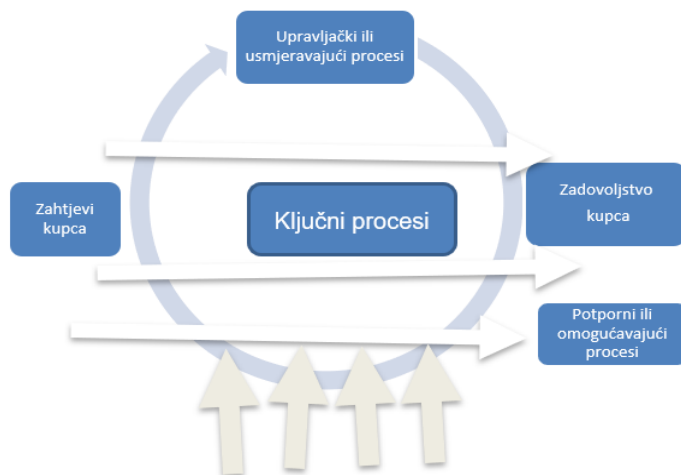 Upravljački ili
usmjeravajući procesi
Zahtjevi
kupca
Ključni procesi
Zadovoljstvo
kupca
Potporni ili
omogućavajući
procesi